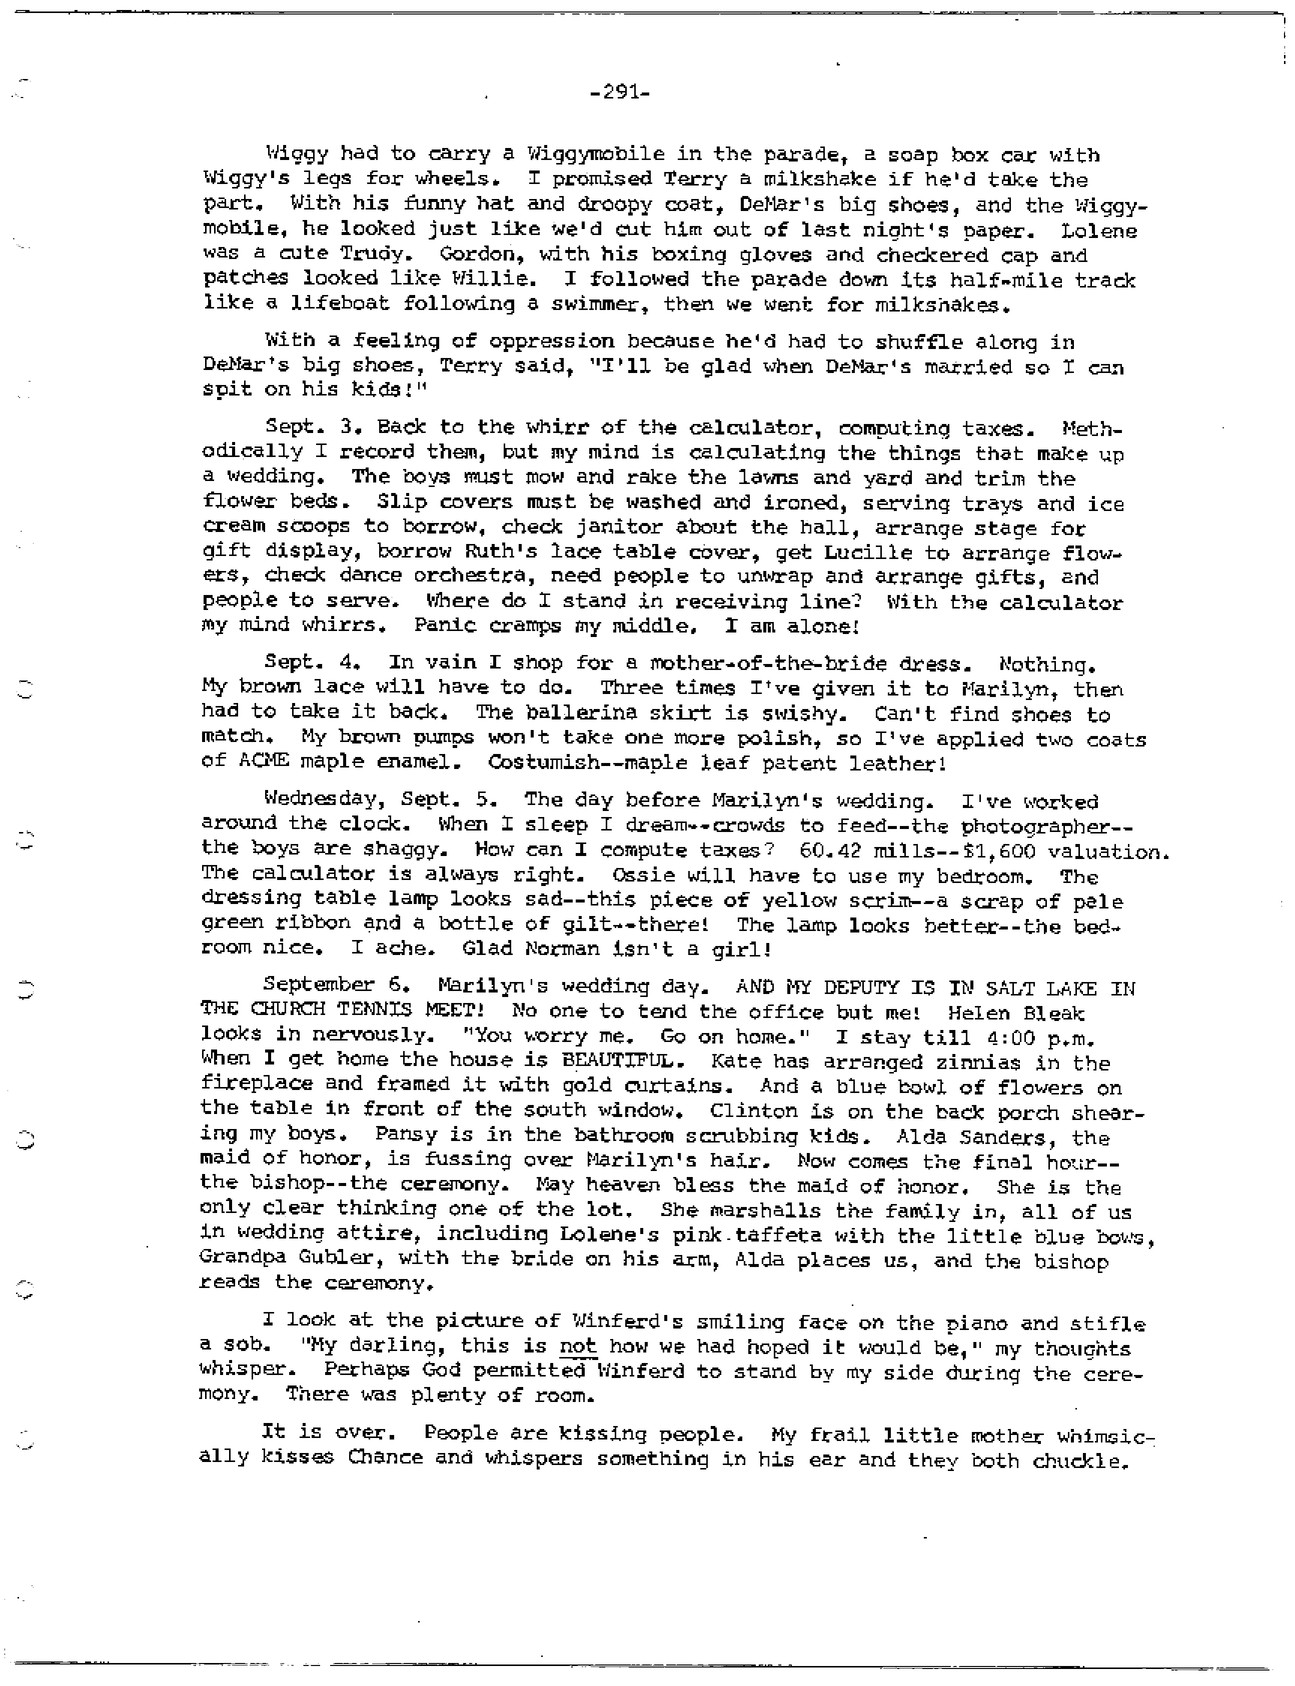 -291-
Wiggy had to carry a Wiggymobile in the parade, a soap box car with
Wiggy's legs for wheels. I promised Terry a milkshake if he'd take the
part. With his funny hat and droopy coat, DeMar's big shoes, and the Wiggy-
mobile, he looked just like we'd cut him out of last night's paper. Lolene
was a cute Trudy. Gordon, with his boxing gloves and checkered cap and
patches looked like Willie. I followed the parade down its half-mile track
like a lifeboat following a swimmer, then we went for milkshakes.
With a feeling of oppression because he'd had to shuffle along in
DeMar's big shoes, Terry said, "I'll be glad when DeMar's married so I can
spit on his kids!"
Sept. 3. Back to the whirr of the calculator, computing taxes. Meth-
odically I record them, but my mind is calculating the things that make up
a wedding. The boys must mow and rake the lawns and yard and trim the
flower beds. Slip covers must be washed and ironed, serving trays and ice
cream scoops to borrow, check janitor about the hall, arrange stage for
gift display, borrow Ruth's lace table cover, get Lucille to arrange flow-
ers, check dance orchestra, need people to unwrap and arrange gifts, and
people to serve. Where do I stand in receiving line? With the calculator
my mind whirrs. Panic cramps my middle. I am alone!
Sept. 4. In vain I shop for a mother-of-the-bride dress. Nothing.
My brown lace will have to do. Three times I've given it to Marilyn, then
had to take it back. The ballerina skirt is swishy. Can't find shoes to
match. My brown pumps won't take one more polish, so I've applied two coats
of ACME maple enamel. Costumish--maple leaf patent leather!
Wednesday, Sept. 5. The day before Marilyn's wedding. I've worked
around the clock. When I sleep I dream--crowds to feed--the photographer--
the boys are shaggy. How can I compute taxes? 60.42 mills--$1,600 valuation.
The calculator is always right. Ossie will have to use my bedroom. The
dressing table lamp looks sad--this piece of yellow scrim--a scrap of pale
green ribbon and a bottle of gilt--there! The lamp looks better--the bed-
room nice. I ache. Glad Norman isn't a girl!
September 6. Marilyn's wedding day. AND MY DEPUTY IS IN SALT LAKE IN
THE CHURCH TENNIS MEET! No one to tend the office but me! Helen Bleak
looks in nervously. "You worry me. Go on home." I stay till 4:00 p.m.
When I get home the house is BEAUTIFUL. Kate has arranged zinnias in the
fireplace and framed it with gold curtains. And a blue bowl of flowers on
the table in front of the south window. Clinton is on the back porch shear-
ing my boys. Pansy is in the bathroom scrubbing kids. Alda Sanders, the
maid of honor, is fussing over Marilyn's hair. Now comes the final hour--
the bishop--the ceremony. May heaven bless the maid of honor. She is the
only clear thinking one of the lot. She marshalls the family in, all of us
in wedding attire, including Lolene's pink taffeta with the little blue bows,
Grandpa Gubler, with the bride on his arm, Alda places us, and the bishop
reads the ceremony.
I look at the picture of Winferd's smiling face on the piano and stifle
a sob. "My darling, this is not how we had hoped it would be," my thoughts
whisper. Perhaps God permitted Winferd to stand by my side during the cere-
mony. There was plenty of room.
It is over. People are kissing people. My frail little mother whimsic-
ally kisses Chance and whispers something in his ear and they both chuckle.